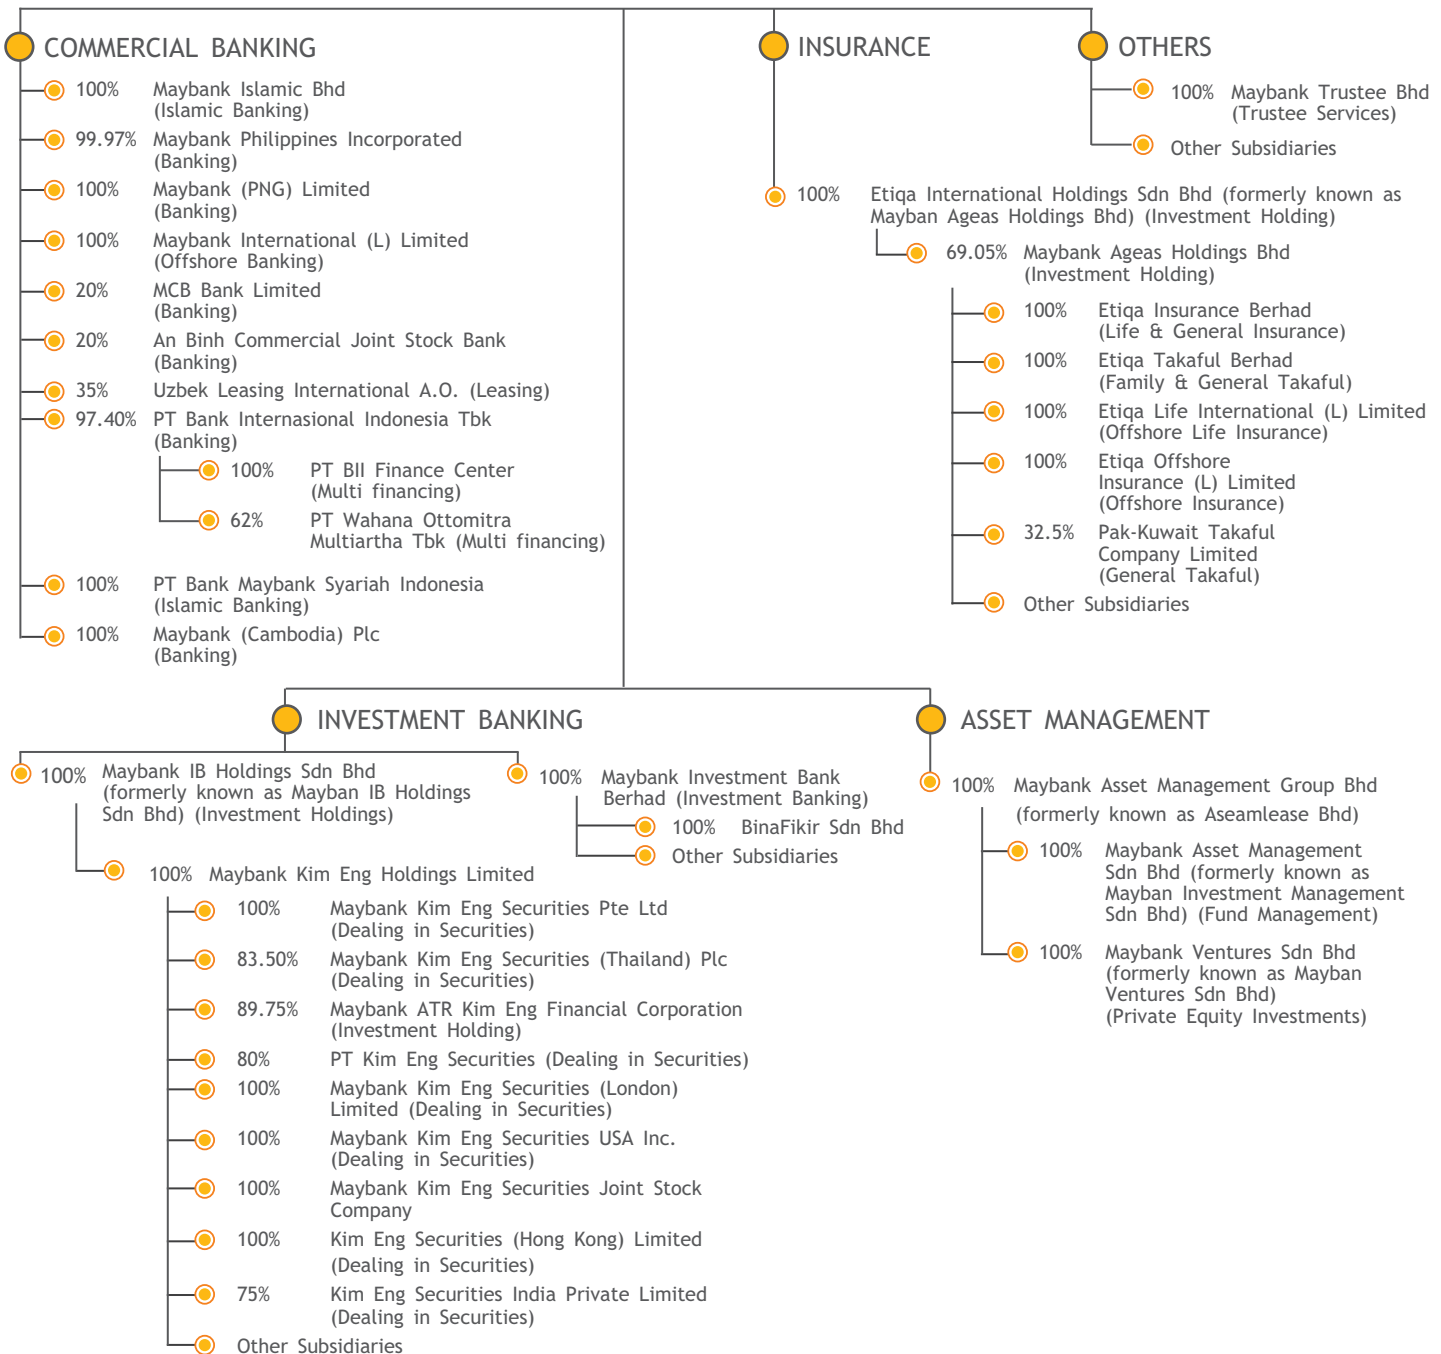 COMMERCIAL BANKING
100% Maybank Islamic Bhd
(Islamic Banking)
99.97% Maybank Philippines Incorporated
(Banking)
100% Maybank (PNG) Limited
(Banking)
100% Maybank International (L) Limited
(Offshore Banking)
20% MCB Bank Limited
(Banking)
20% An Binh Commercial Joint Stock Bank
(Banking)
35% Uzbek Leasing International A.O. (Leasing)
97.40% PT Bank Internasional Indonesia Tbk
(Banking)
100% PT BII Finance Center
(Multi financing)
62% PT Wahana Ottomitra
Multiartha Tbk (Multi financing)
100% PT Bank Maybank Syariah Indonesia
(Islamic Banking)
100% Maybank (Cambodia) Plc
(Banking)
INSURANCE
100% Etiqa International Holdings Sdn Bhd (formerly known as
Mayban Ageas Holdings Bhd) (Investment Holding)
69.05% Maybank Ageas Holdings Bhd
(Investment Holding)
100% Etiqa Insurance Berhad
(Life & General Insurance)
100% Etiqa Takaful Berhad
(Family & General Takaful)
100% Etiqa Life International (L) Limited
(Offshore Life Insurance)
100% Etiqa Offshore
Insurance (L) Limited
(Offshore Insurance)
32.5% Pak-Kuwait Takaful
Company Limited
(General Takaful)
Other Subsidiaries
OTHERS
100% Maybank Trustee Bhd
(Trustee Services)
Other Subsidiaries
INVESTMENT BANKING
100% Maybank IB Holdings Sdn Bhd
(formerly known as Mayban IB Holdings
Sdn Bhd) (Investment Holdings)
100% Maybank Kim Eng Holdings Limited
100% Maybank Kim Eng Securities Pte Ltd
(Dealing in Securities)
83.50% Maybank Kim Eng Securities (Thailand) Plc
(Dealing in Securities)
89.75% Maybank ATR Kim Eng Financial Corporation
(Investment Holding)
80% PT Kim Eng Securities (Dealing in Securities)
100% Maybank Kim Eng Securities (London)
Limited (Dealing in Securities)
100% Maybank Kim Eng Securities USA Inc.
(Dealing in Securities)
100% Maybank Kim Eng Securities Joint Stock
Company
100% Kim Eng Securities (Hong Kong) Limited
(Dealing in Securities)
75% Kim Eng Securities India Private Limited
(Dealing in Securities)
Other Subsidiaries
100% Maybank Investment Bank
Berhad (Investment Banking)
100% BinaFikir Sdn Bhd
Other Subsidiaries
ASSET MANAGEMENT
100% Maybank Asset Management Group Bhd
(formerly known as Aseamlease Bhd)
100% Maybank Asset Management
Sdn Bhd (formerly known as
Mayban Investment Management
Sdn Bhd) (Fund Management)
100% Maybank Ventures Sdn Bhd
(formerly known as Mayban
Ventures Sdn Bhd)
(Private Equity Investments)